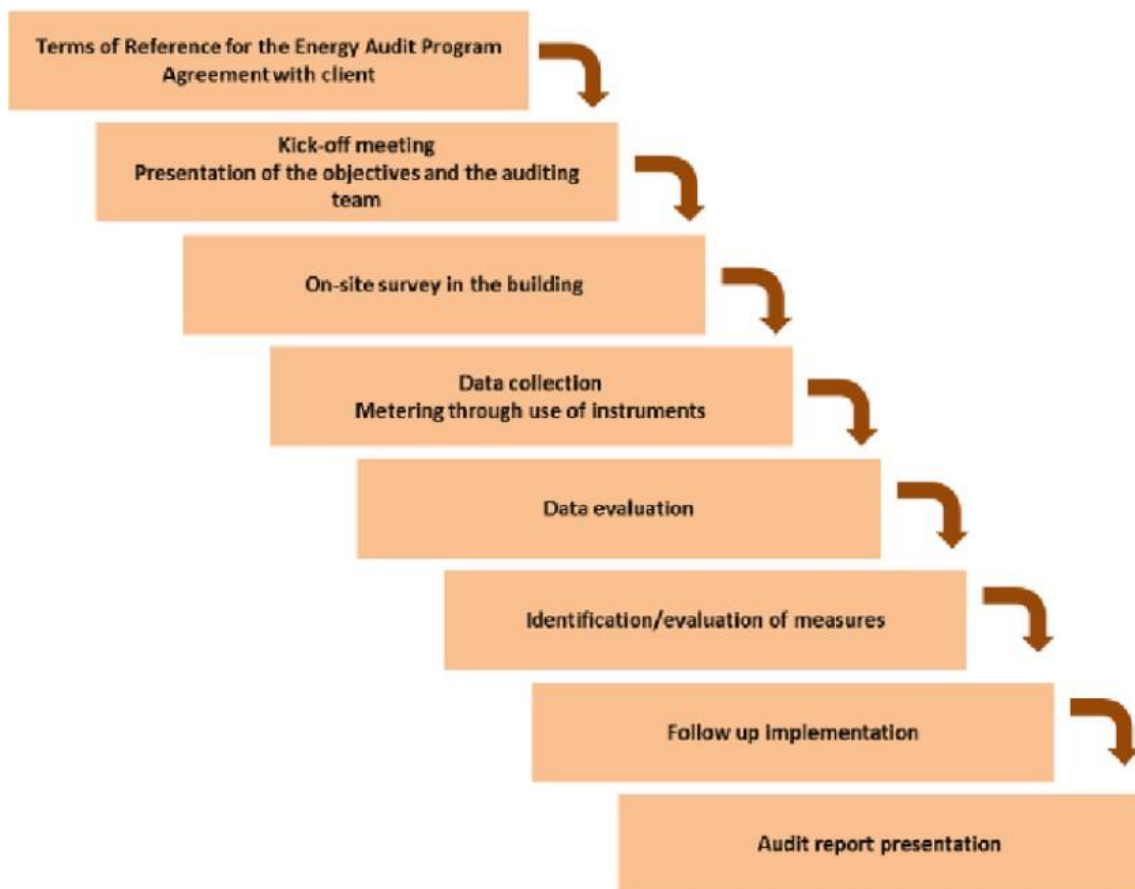 Terms of Reference for the Energy Audit Program
Agreement with client
Kick-off meeting
Presentation of the objectives and the auditing
team
On-site survey in the building
Data collection
Metering through use of instruments
Data evaluation
Identification/evaluation of measures
Follow up implementation
Audit report presentation